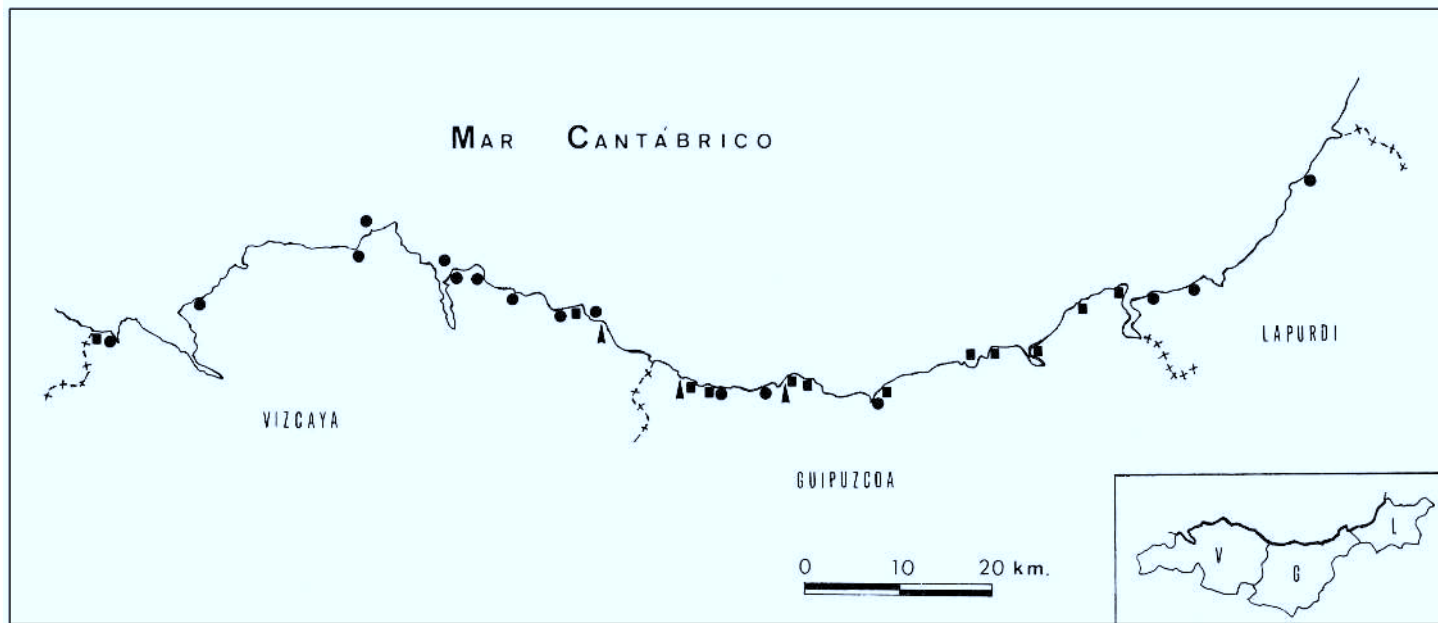 MAR CANTÁBRICO
LAPURDI
VIZCAYA
GUIPUZCOA
0 10 20 km.
V
G
L